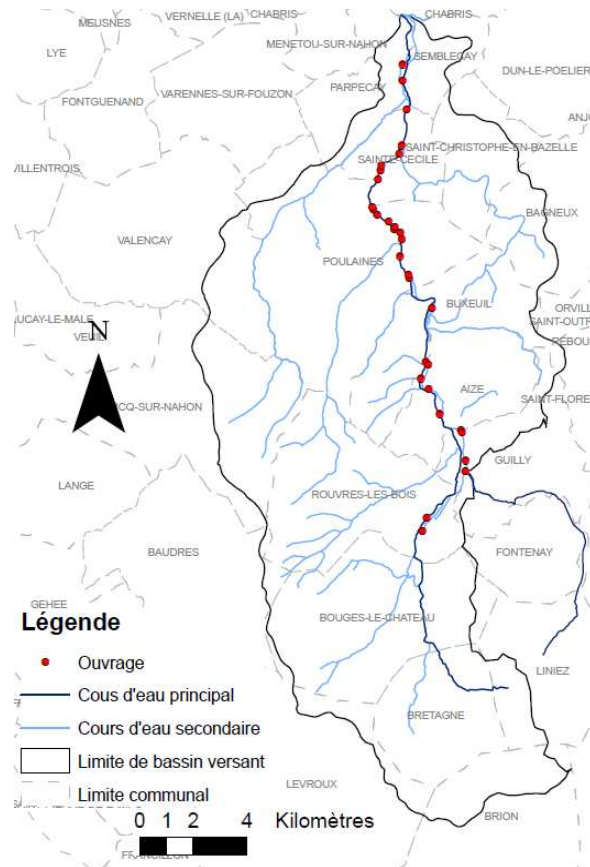 MEUSNES
VERNELLE (LA)
CHABRIS
CHABRIS
LYE
MENETOU-SUR-NAHON
SEMBLECAY
DUN-LE-POELIER
PARPECAY
VARENNES-SUR-FOUZON
FONTGUENAND
ANJ
SAINT-CHRISTOPHE-EN-BAZELLE
SAINTE-CECILE
VILLENTROIS
BAGNEUX
VALENCAY
POULAINES
BUXEUIL
ORVILL
LUCAY-LE-MALE
N
SAINT-OUTR
VEUIL
REBOU
AIZE
SAINT-FLORE
ICQ-SUR-NAHON
GUILLY
LANGE
ROUVRES-LES-BOIS
BAUDRES
FONTENAY
GEHEE
BOUGES-LE-CHATEAU
Légende
Ouvrage
LINIEZ
Cous d'eau principal
BRETAGNE
Cours d'eau secondaire
Limite de bassin versant
LEVROUX
Limite communal
BRION
0 1 2 4 Kilomètres
FRANCILLON